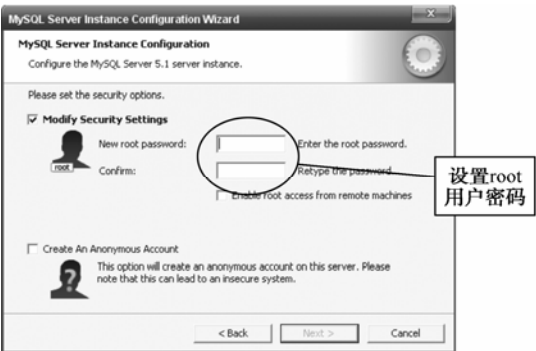 MySQL Server Instance Configuration Wizard
MySQL Server Instance Configuration
Configure the MySQL Server 5.1 server instance.
Please set the security options.
Modify Security Settings
New root password:
Enter the root password.
root
Confirm:
Retype the password.
Enable root access from remote machines
设置root
用户密码
Create An Anonymous Account
This option will create an anonymous account on this server. Please
note that this can lead to an insecure system.
< Back
Next >
Cancel